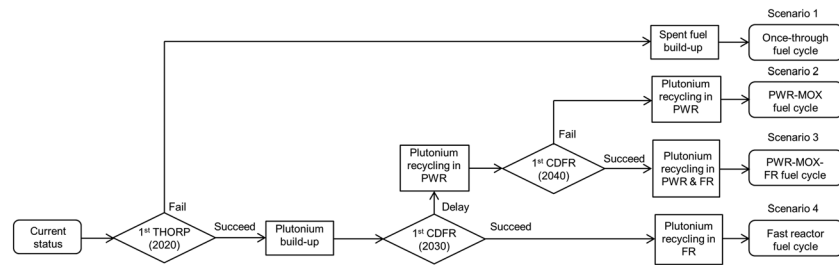 Scenario 1
Spent fuel
build-up
Once-through
fuel cycle
Scenario 2
Plutonium
recycling in
PWR
PWR-MOX
fuel cycle
Fail
Scenario 3
Plutonium
recycling in
PWR
1st CDFR
(2040)
Succeed
Plutonium
recycling in
PWR & FR
PWR-MOX-
FR fuel cycle
Fail
Delay
Scenario 4
Current
status
1st THORP
(2020)
Succeed
Plutonium
build-up
1st CDFR
(2030)
Succeed
Plutonium
recycling in
FR
Fast reactor
fuel cycle